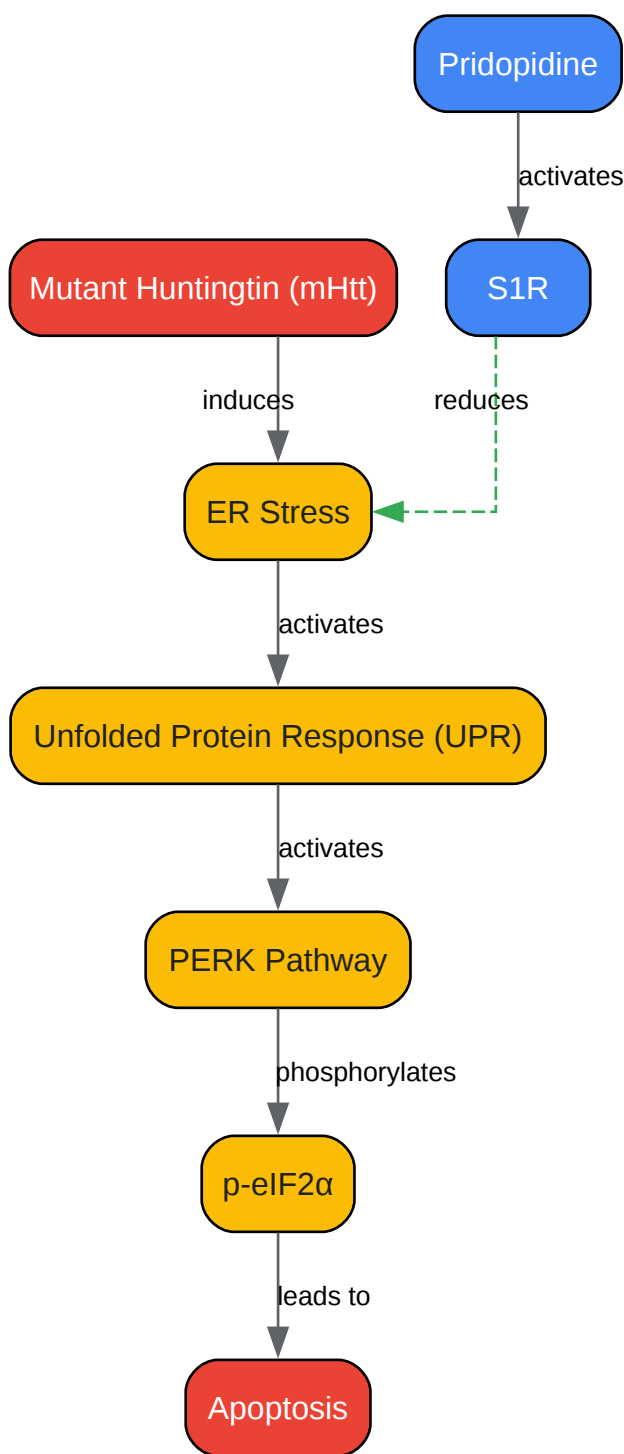 Pridopidine
activates
Mutant Huntingtin (mHtt)
S1R
induces
reduces
ER Stress
activates
Unfolded Protein Response (UPR)
activates
PERK Pathway
phosphorylates
p-eIF2α
leads to
Apoptosis